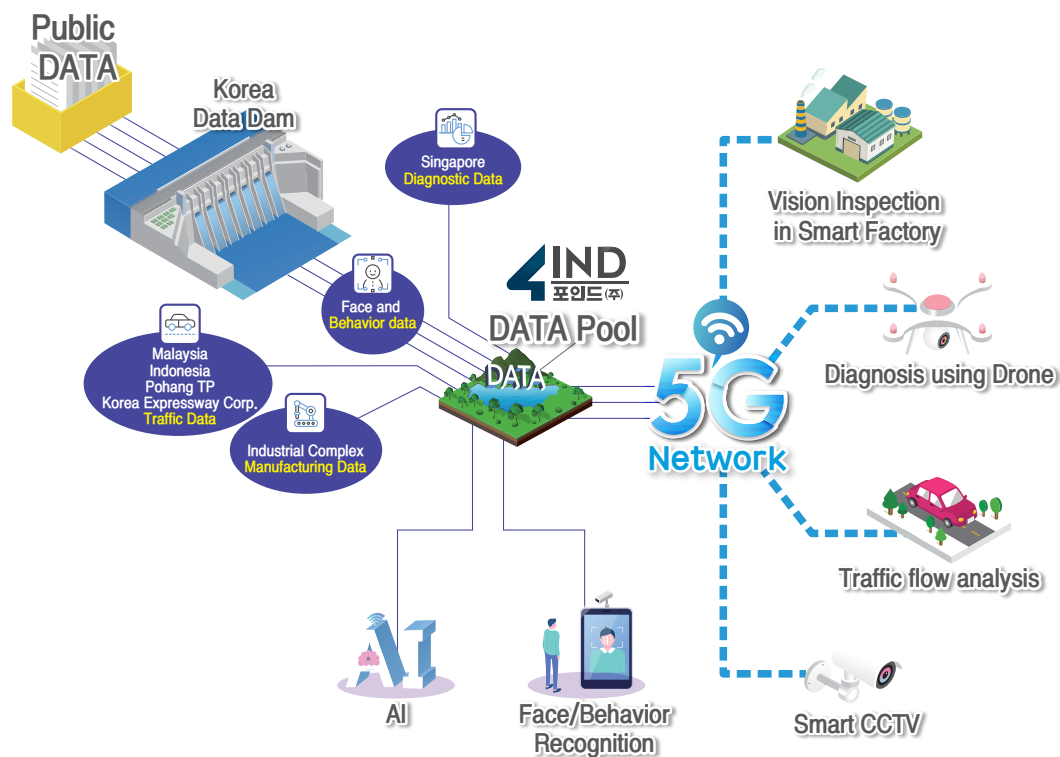 Public
DATA
Korea
Data Dam
Singapore
Diagnostic Data
Face and
Behavior data
Malaysia
Indonesia
Pohang TP
Korea Expressway Corp.
Traffic Data
Industrial Complex
Manufacturing Data
4IND
포인드(주)
DATA Pool
DATA
5G
Network
Vision Inspection
in Smart Factory
Diagnosis using Drone
Traffic flow analysis
Smart CCTV
AI
AI
Face/Behavior
Recognition